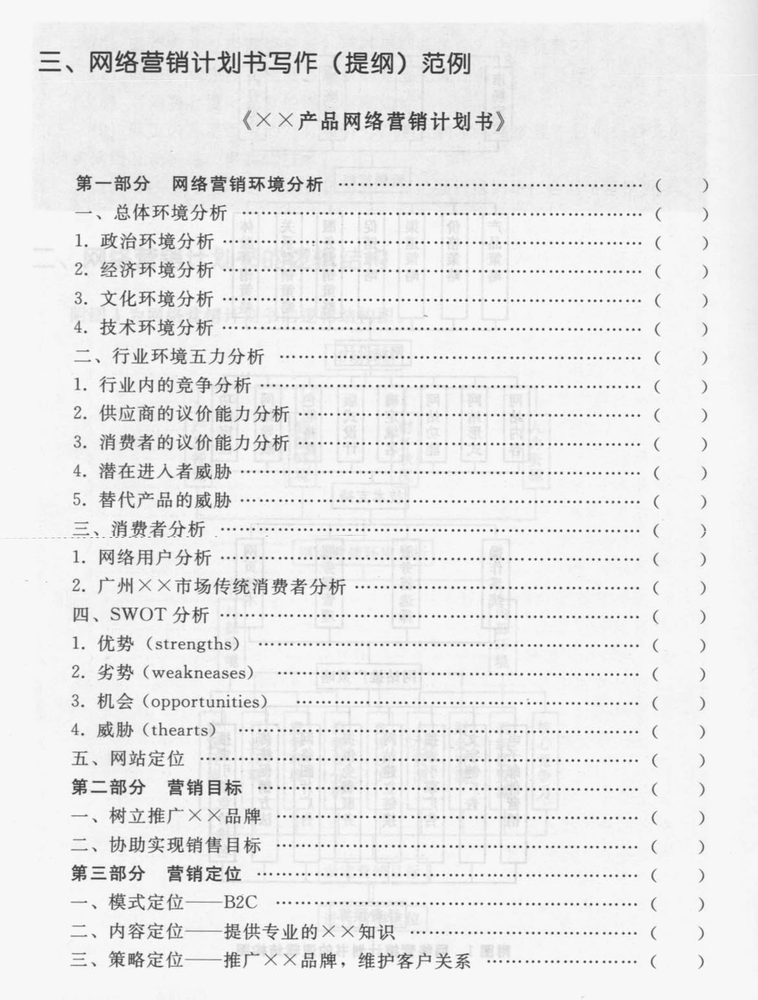 三、网络营销计划书写作（提纲）范例
《××产品网络营销计划书》
第一部分　网络营销环境分析 ……………………………………………（　　）
一、总体环境分析 ……………………………………………………………（　　）
1. 政治环境分析 ………………………………………………………………（　　）
2. 经济环境分析 ………………………………………………………………（　　）
3. 文化环境分析 ………………………………………………………………（　　）
4. 技术环境分析 ………………………………………………………………（　　）
二、行业环境五力分析 ………………………………………………………（　　）
1. 行业内的竞争分析 …………………………………………………………（　　）
2. 供应商的议价能力分析 ……………………………………………………（　　）
3. 消费者的议价能力分析 ……………………………………………………（　　）
4. 潜在进入者威胁 ……………………………………………………………（　　）
5. 替代产品的威胁 ……………………………………………………………（　　）
三、消费者分析 ………………………………………………………………（　　）
1. 网络用户分析 ………………………………………………………………（　　）
2. 广州××市场传统消费者分析 ……………………………………………（　　）
四、SWOT 分析 ………………………………………………………………（　　）
1. 优势（strengths） …………………………………………………………（　　）
2. 劣势（weakneases） ………………………………………………………（　　）
3. 机会（opportunities） ……………………………………………………（　　）
4. 威胁（thearts） ……………………………………………………………（　　）
五、网站定位 …………………………………………………………………（　　）
第二部分　营销目标 …………………………………………………………（　　）
一、树立推广××品牌 ………………………………………………………（　　）
二、协助实现销售目标 ………………………………………………………（　　）
第三部分　营销定位 …………………………………………………………（　　）
一、模式定位——B2C ………………………………………………………（　　）
二、内容定位——提供专业的××知识 ……………………………………（　　）
三、策略定位——推广××品牌，维护客户关系 …………………………（　　）